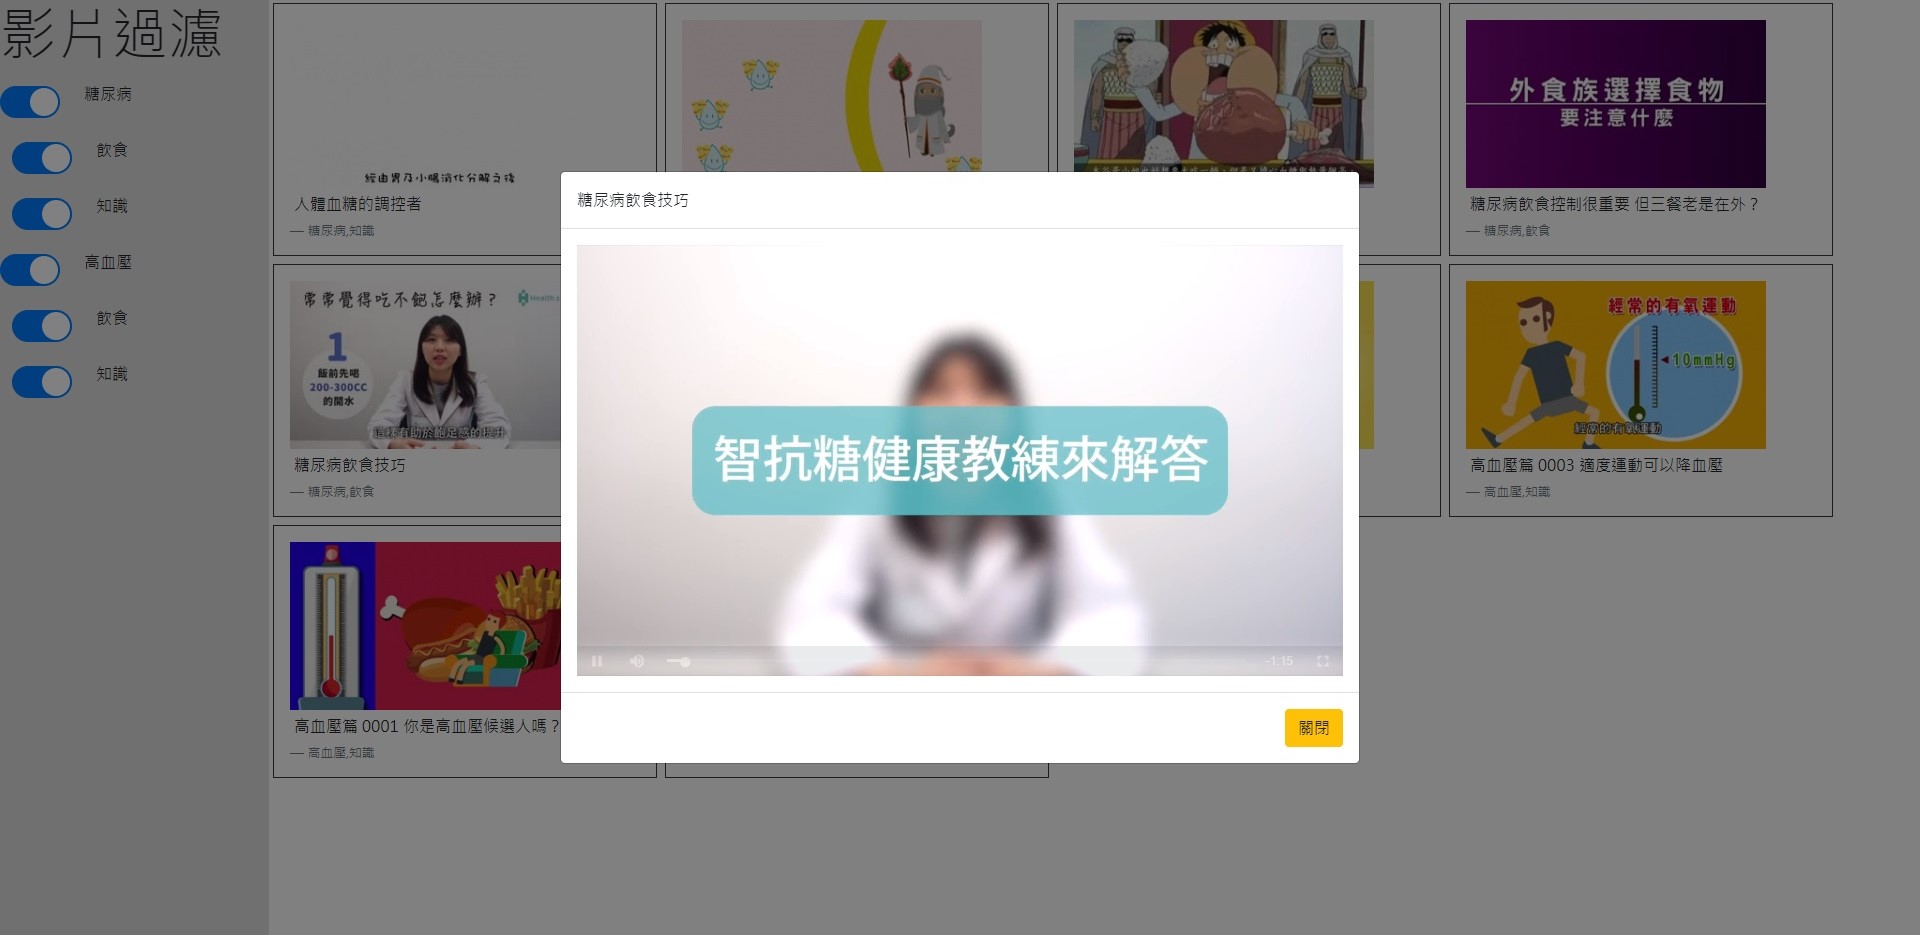 影片過濾
糖尿病
飲食
知識
高血壓
飲食
知識
經由胃及小腸消化分解之後
人體血糖的調控者
— 糖尿病,知識
外食族選擇食物
要注意什麼
糖尿病飲食控制很重要 但三餐老是在外？
— 糖尿病,飲食
常常覺得吃不飽怎麼辦？
Health
1
飯前先喝
200-300CC
的開水
這樣有助於飽足感的提升
糖尿病飲食技巧
— 糖尿病,飲食
經常的有氧運動
10mmHg
經常的有氧運動
高血壓篇 0003 適度運動可以降血壓
— 高血壓,知識
高血壓篇 0001 你是高血壓候選人嗎？
— 高血壓,知識
糖尿病飲食技巧
智抗糖健康教練來解答
-1:15
關閉